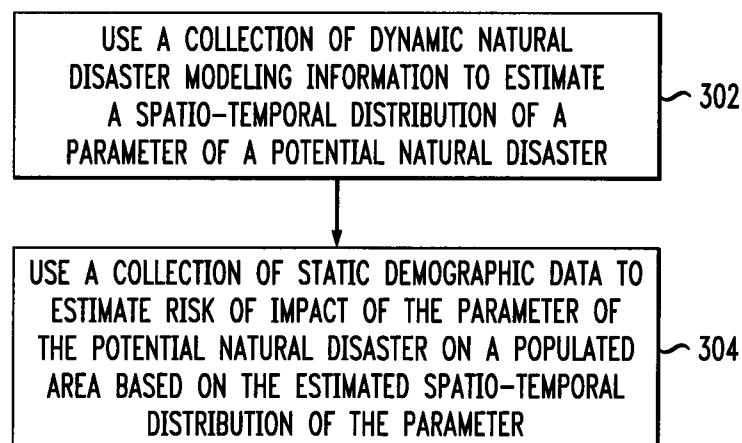 USE A COLLECTION OF DYNAMIC NATURAL
DISASTER MODELING INFORMATION TO ESTIMATE
A SPATIO-TEMPORAL DISTRIBUTION OF A
PARAMETER OF A POTENTIAL NATURAL DISASTER
302
USE A COLLECTION OF STATIC DEMOGRAPHIC DATA TO
ESTIMATE RISK OF IMPACT OF THE PARAMETER OF
THE POTENTIAL NATURAL DISASTER ON A POPULATED
AREA BASED ON THE ESTIMATED SPATIO-TEMPORAL
DISTRIBUTION OF THE PARAMETER
304